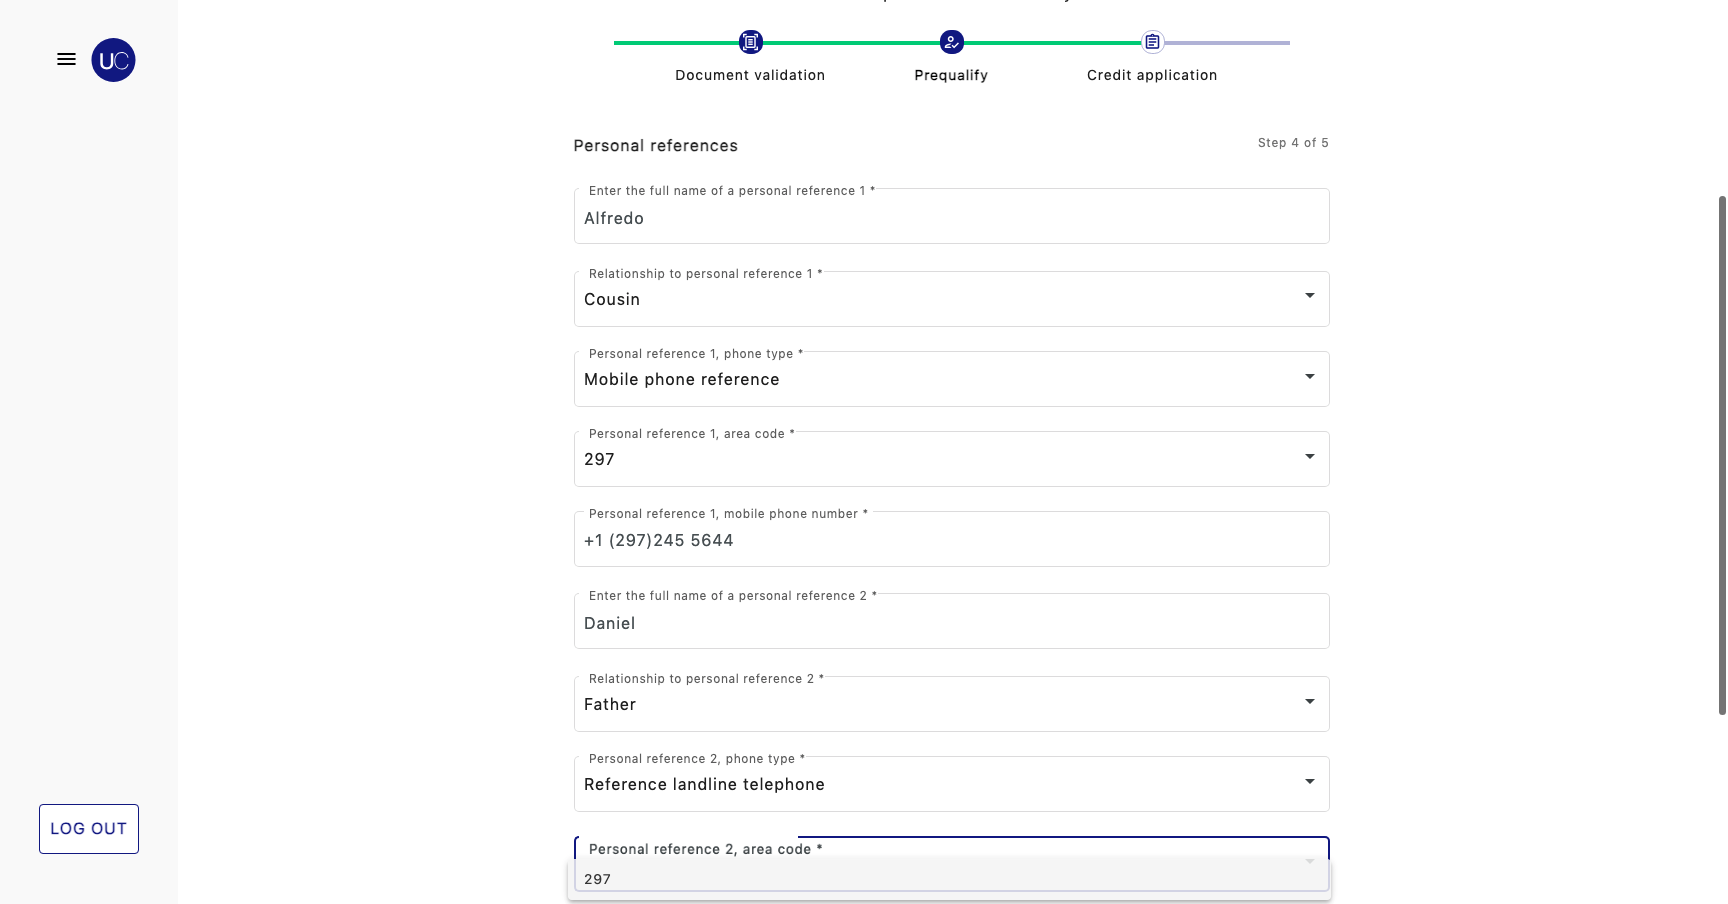 UC
Document validation
Prequalify
Credit application
Personal references
Step 4 of 5
Enter the full name of a personal reference 1 *
Alfredo
Relationship to personal reference 1 *
Cousin
Personal reference 1, phone type *
Mobile phone reference
Personal reference 1, area code *
297
Personal reference 1, mobile phone number *
+1 (297)245 5644
Enter the full name of a personal reference 2 *
Daniel
Relationship to personal reference 2 *
Father
Personal reference 2, phone type *
Reference landline telephone
LOG OUT
Personal reference 2, area code *
297